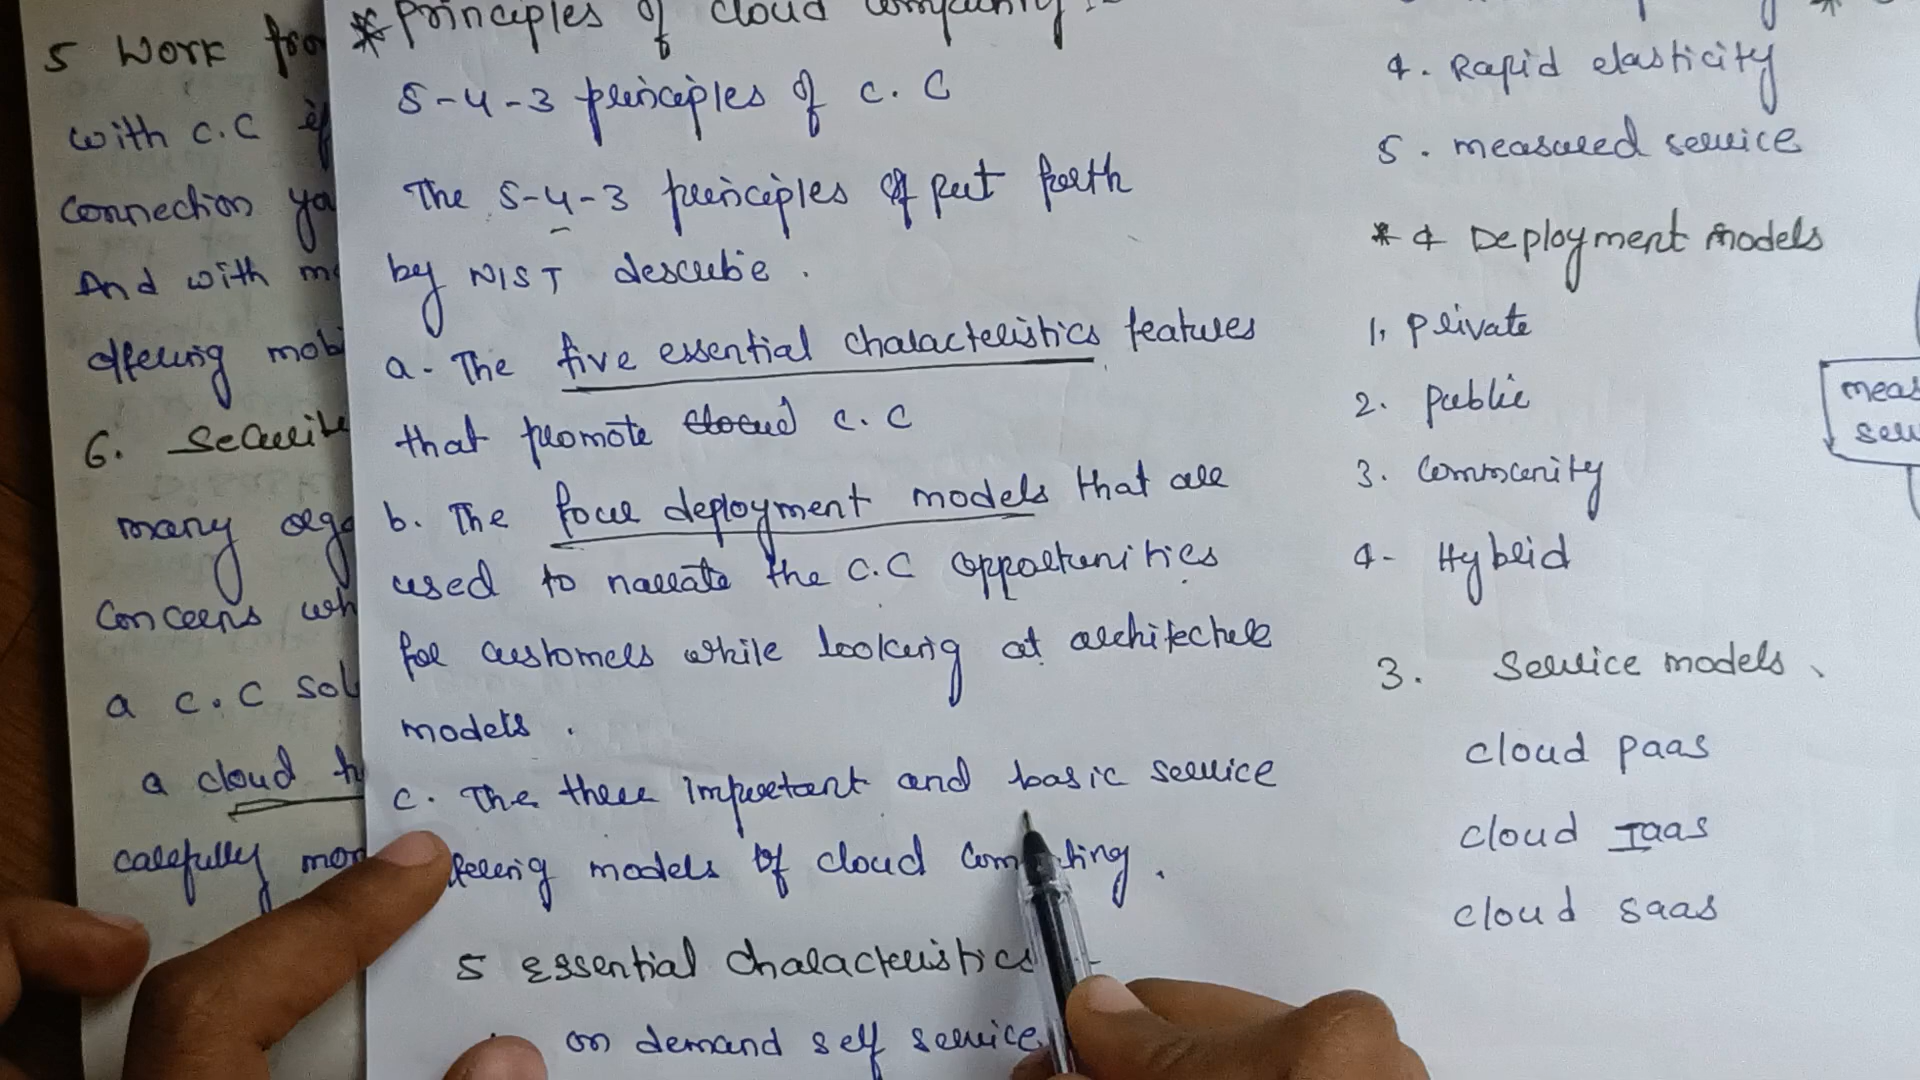 5 Work
with c.c
connection
And with
offering
6.
many
concerns
a c.c
a cloud
carefully
*Principles of cloud
5-4-3 principles of c.c
The 5-4-3 principles of put forth
by NIST describe.
a. The five essential characteristics features
that promote c.c
b. The four deployment models that are
used to narrate the c.c opportunities
for customers while looking at architecture
models.
c. The three important and basic service
models of cloud
5 Essential characteristics
on demand self service
4. Rapid elasticity
5. measured service
* 4 Deployment Models
1, private
2. public
3. Community
4- Hybrid
3. Service models.
cloud paas
cloud Iaas
cloud saas